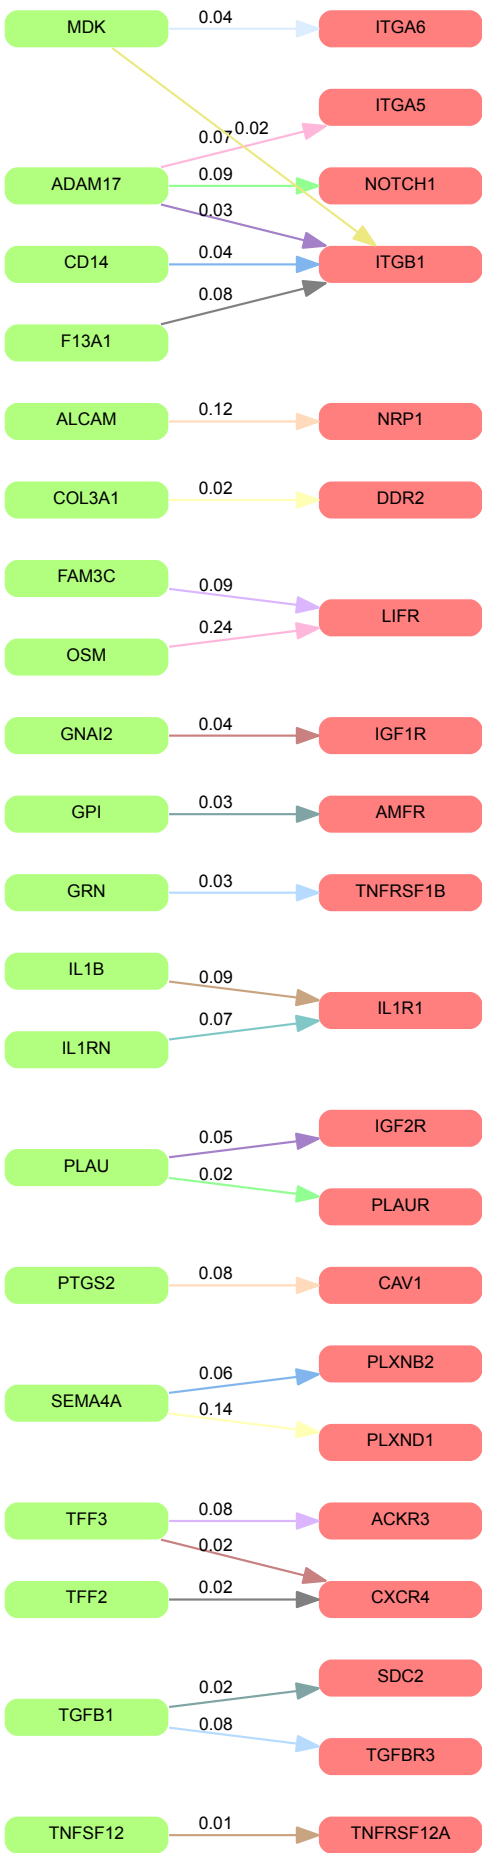 MDK 0.04 ITGA6
ITGA5
0.07 0.02
ADAM17 0.09 NOTCH1
0.03
CD14 0.04 ITGB1
0.08
F13A1
ALCAM 0.12 NRP1
COL3A1 0.02 DDR2
FAM3C 0.09
LIFR
OSM 0.24
GNAI2 0.04 IGF1R
GPI 0.03 AMFR
GRN 0.03 TNFRSF1B
IL1B 0.09
IL1R1
IL1RN 0.07
IGF2R
0.05
PLAU 0.02
PLAUR
PTGS2 0.08 CAV1
PLXNB2
0.06
SEMA4A 0.14
PLXND1
TFF3 0.08 ACKR3
0.02
TFF2 0.02 CXCR4
SDC2
0.02
TGFB1 0.08
TGFBR3
TNFSF12 0.01 TNFRSF12A